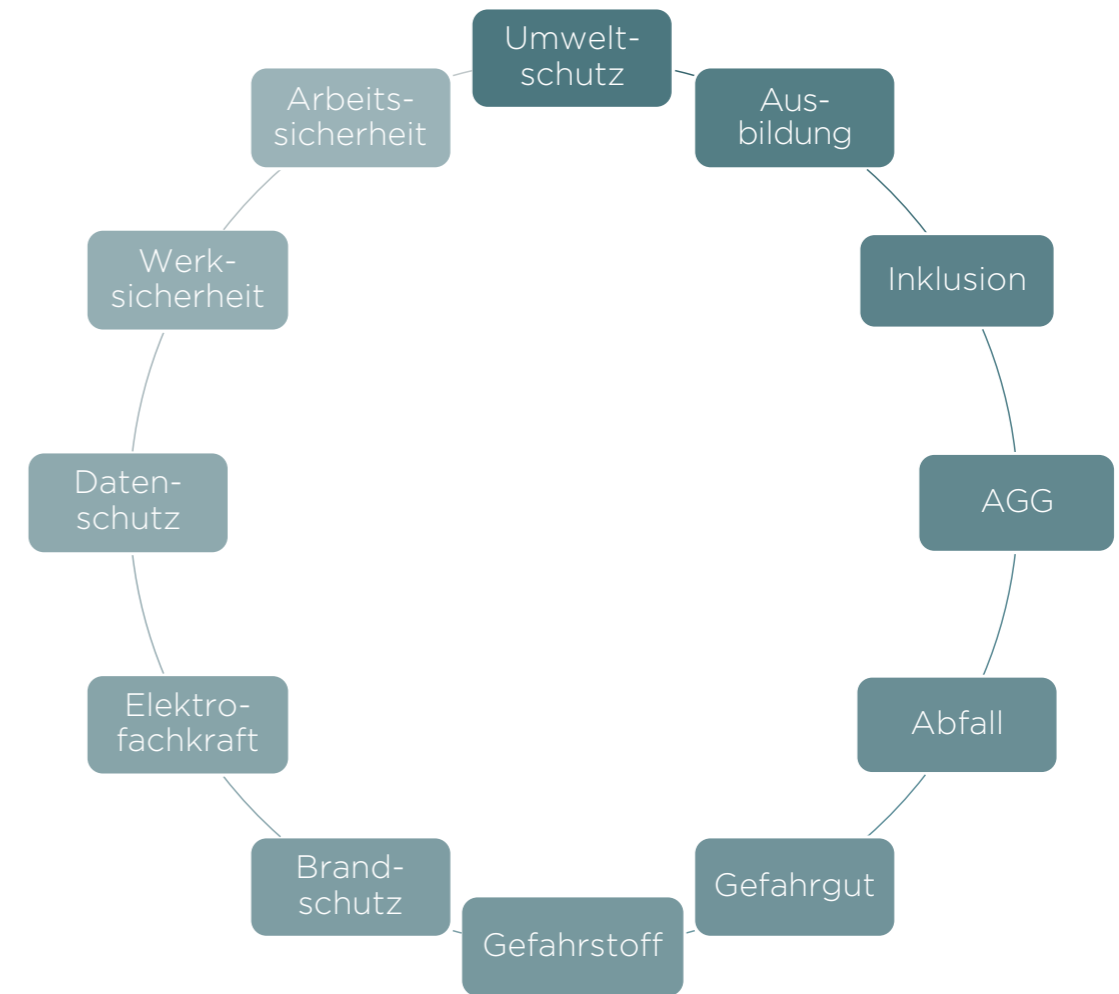 Umwelt-
schutz
Aus-
bildung
Inklusion
AGG
Abfall
Gefahrgut
Gefahrstoff
Brand-
schutz
Elektro-
fachkraft
Daten-
schutz
Werk-
sicherheit
Arbeits-
sicherheit